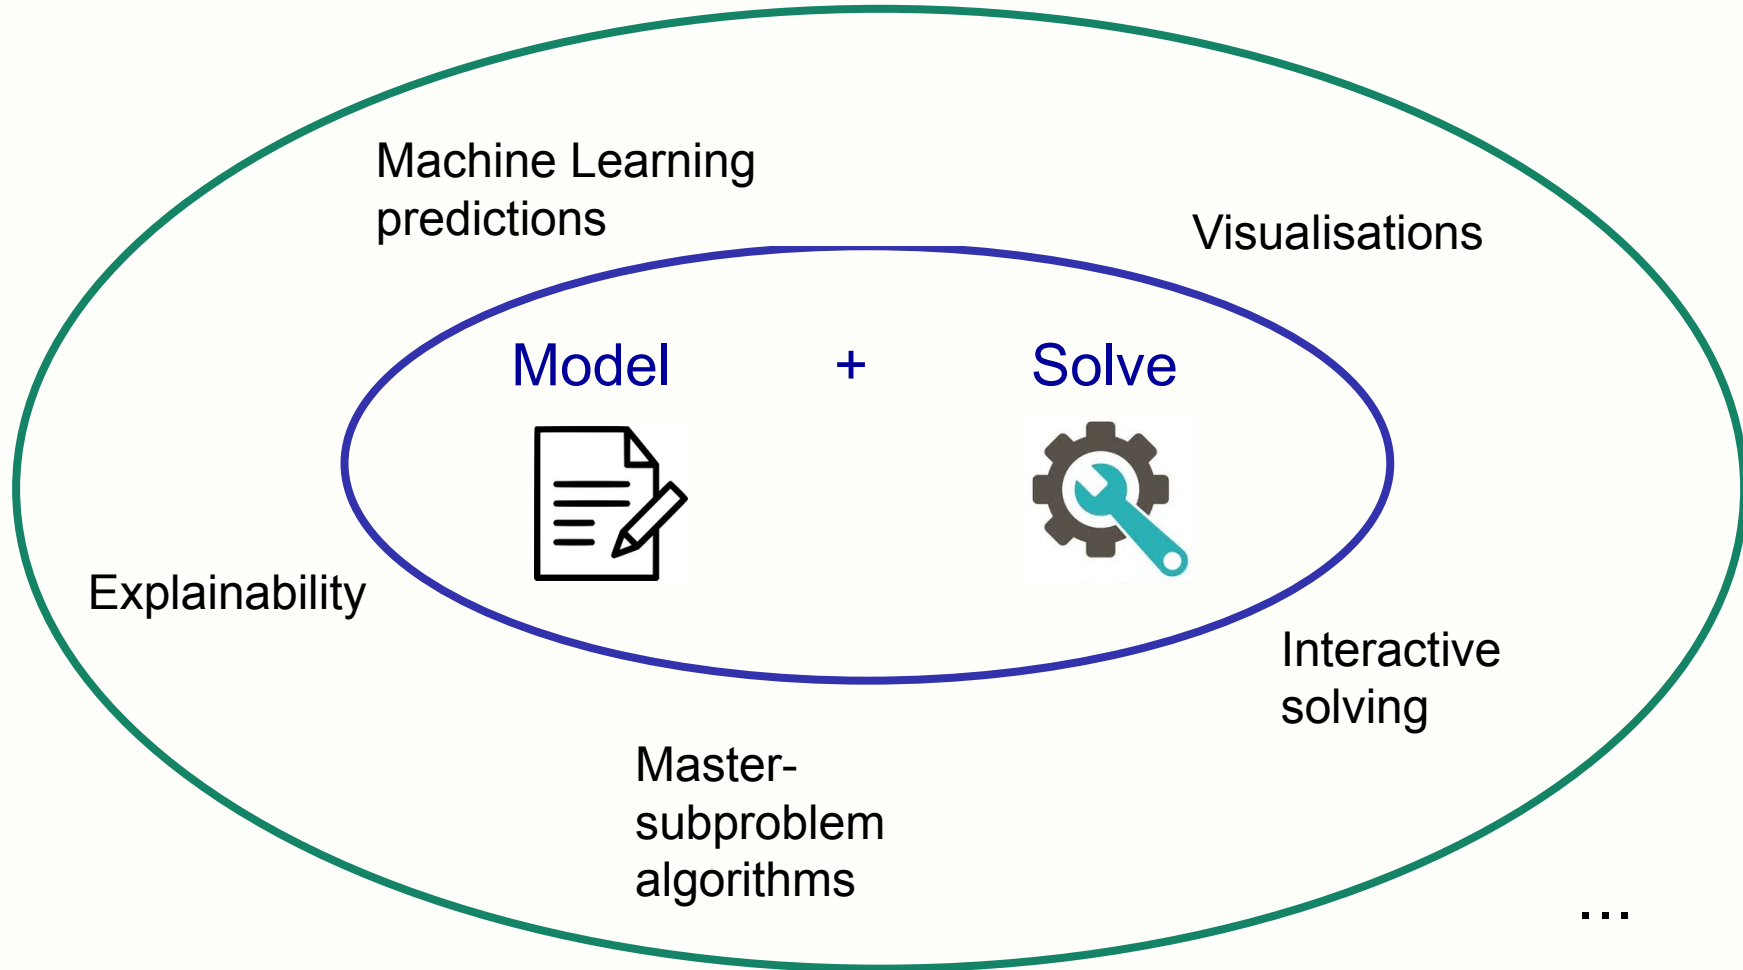 Machine Learning
predictions
Visualisations
Model + Solve
Explainability
Interactive
solving
Master-
subproblem
algorithms
...